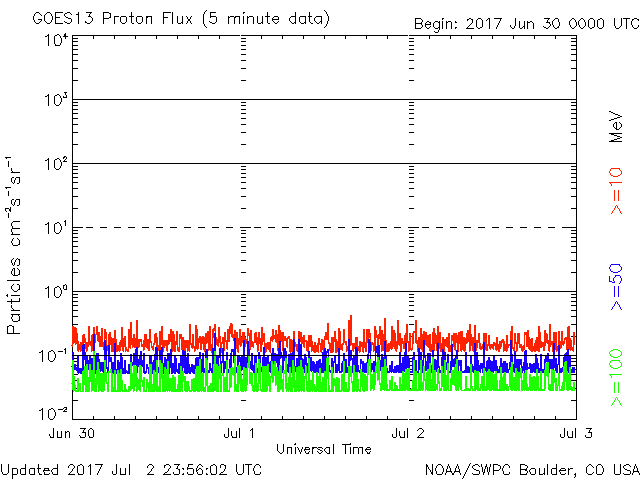 GOES13 Proton Flux (5 minute data)
Begin: 2017 Jun 30 0000 UTC
10⁴
10³
10²
10¹
10⁰
10⁻¹
10⁻²
Particles cm⁻²s⁻¹sr⁻¹
MeV
>=10
>=50
>=100
Jun 30
Jul 1
Jul 2
Jul 3
Universal Time
Updated 2017 Jul 2 23:56:02 UTC
NOAA/SWPC Boulder, CO USA